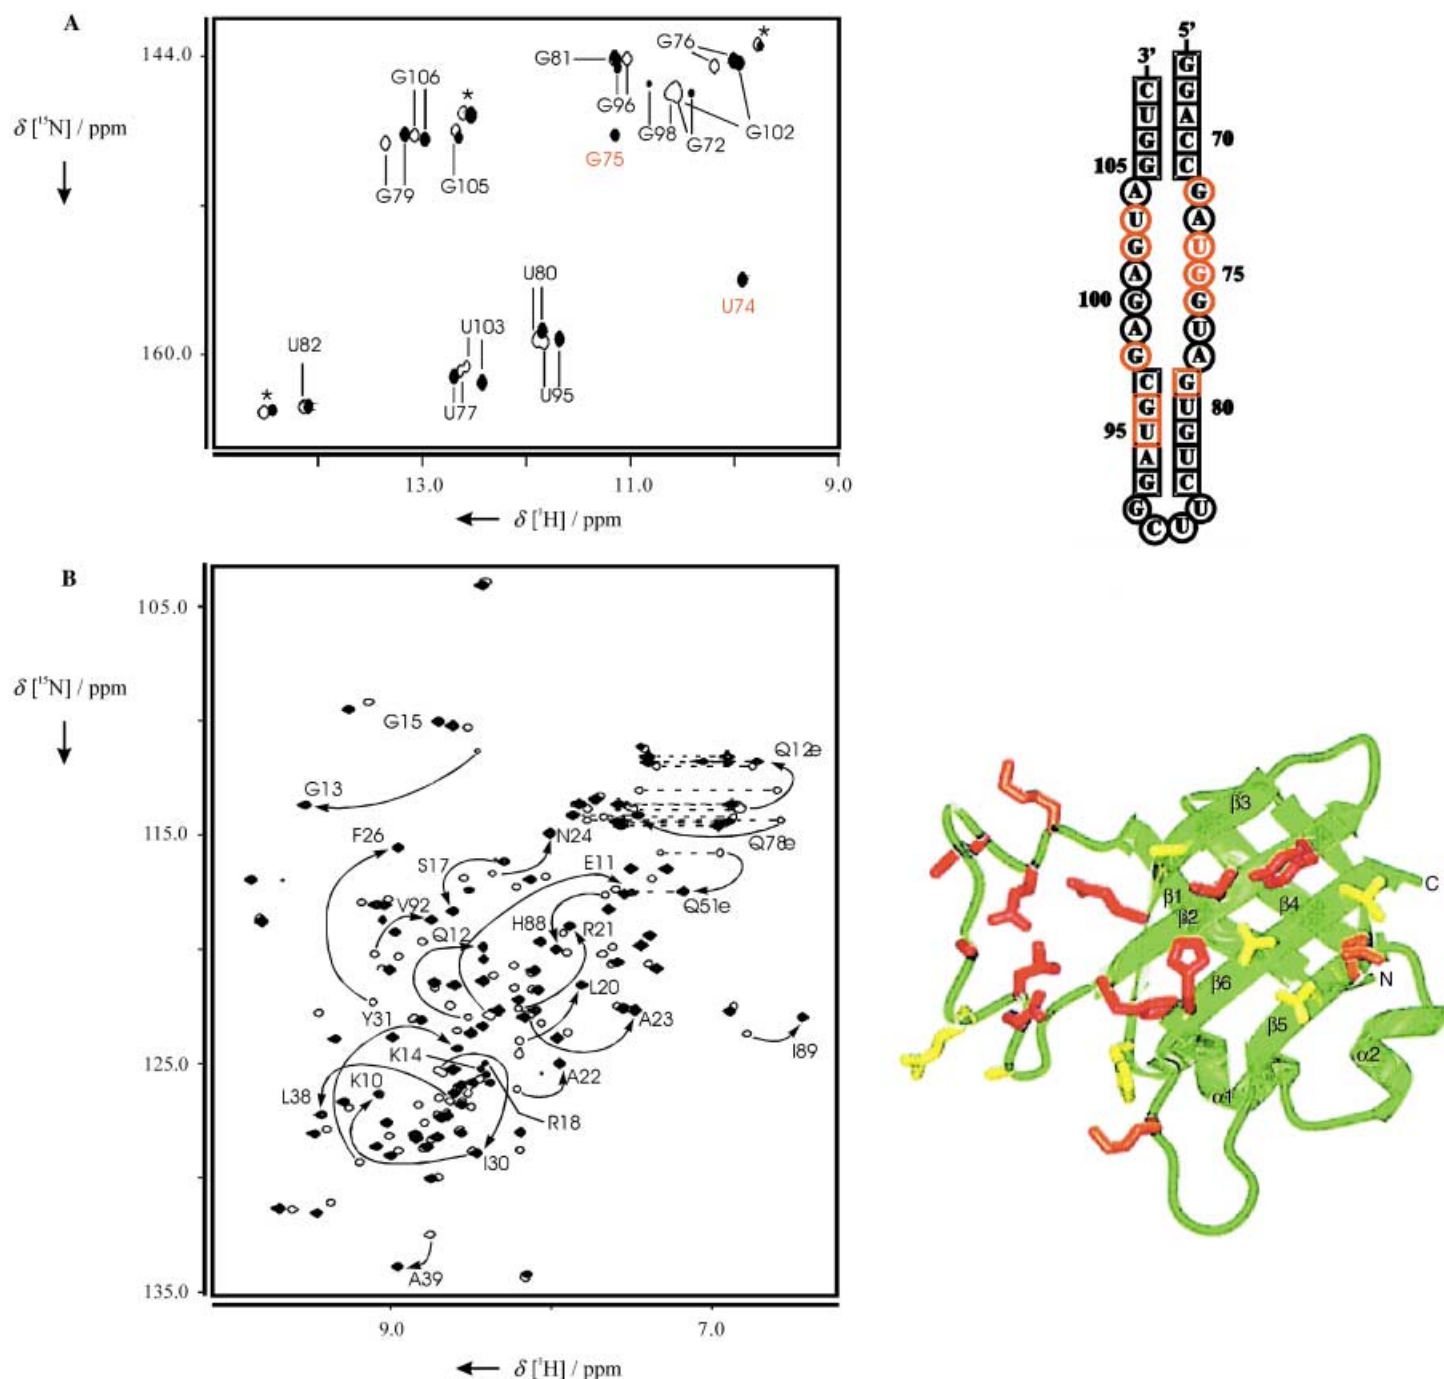 A
144.0
δ [¹⁵N] / ppm
160.0
G81
G76
*
G106
*
G96
G98
G72
G102
G75
G79
G105
U80
U74
U103
U82
*
U77
U95
13.0
11.0
9.0
δ [¹H] / ppm
5'
3'
G
C G
U A
G C 70
105 G C
A G
U A
G U
A G 75
100 G G
A U
G A
C G
G U 80
95 U G
A U
G C
G U
C U
B
105.0
δ [¹⁵N] / ppm
115.0
125.0
135.0
G15
Q12e
G13
F26
N24
Q78e
S17
E11
V92
Q51e
H88
R21
Q12
L20
Y31
A23
K14
I89
K10
A22
L38
R18
I30
A39
9.0
7.0
δ [¹H] / ppm
β3
β1
C
β2
β4
β6
N
β5
α2
α1